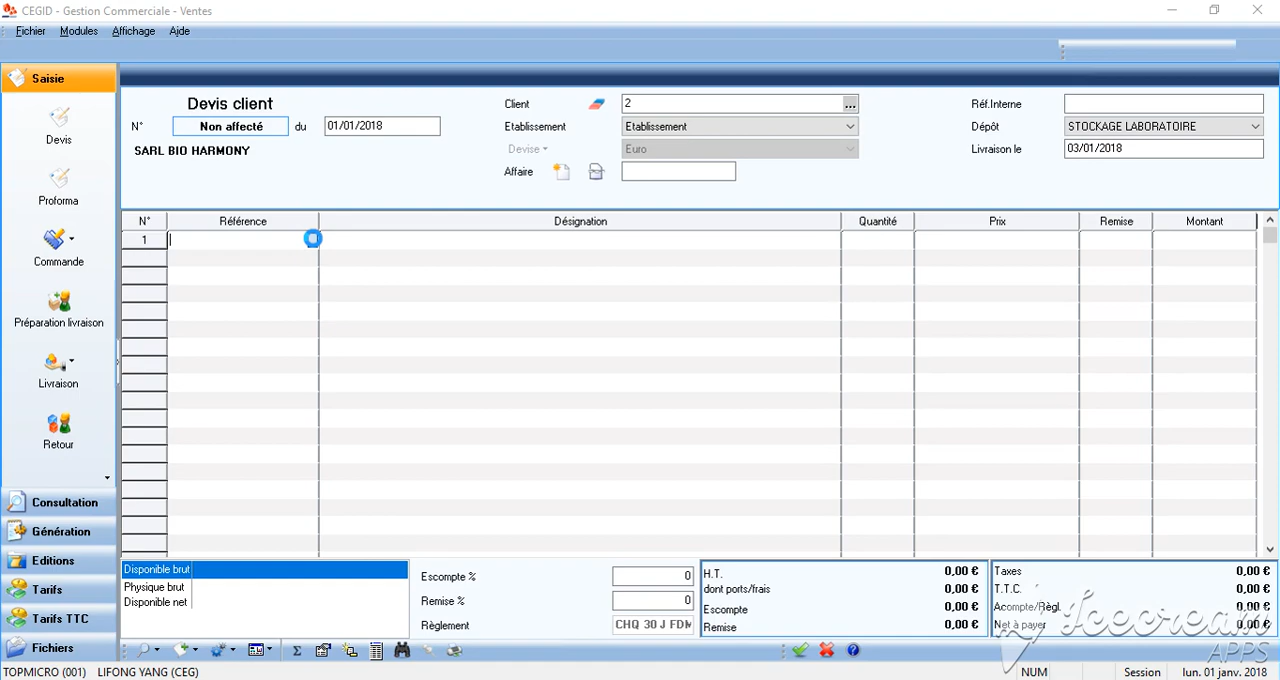 CEGID - Gestion Commerciale - Ventes
Fichier Modules Affichage Aide
Saisie
Devis
Proforma
Commande
Préparation livraison
Livraison
Retour
Consultation
Génération
Editions
Tarifs
Tarifs TTC
Fichiers
Devis client
N° Non affecté du 01/01/2018
SARL BIO HARMONY
Client 2 ...
Etablissement Etablissement
Devise Euro
Affaire
Réf.Interne
Dépôt STOCKAGE LABORATOIRE
Livraison le 03/01/2018
N° Référence Désignation Quantité Prix Remise Montant
1
Disponible brut
Physique brut
Disponible net
Escompte % 0
Remise % 0
Règlement CHQ 30 J FDM
H.T. 0,00 €
dont ports/frais 0,00 €
Escompte 0,00 €
Remise 0,00 €
Taxes 0,00 €
T.T.C. 0,00 €
Acompte/Règl. 0,00 €
Net à payer 0,00 €
Icecream
APPS
TOPMICRO (001) LIFONG YANG (CEG) NUM Session lun. 01 janv. 2018